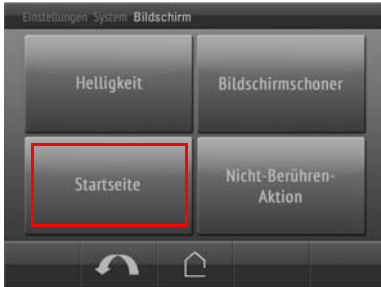 Einstellungen System Bildschirm
Helligkeit
Bildschirmschoner
Startseite
Nicht-Berühren-
Aktion